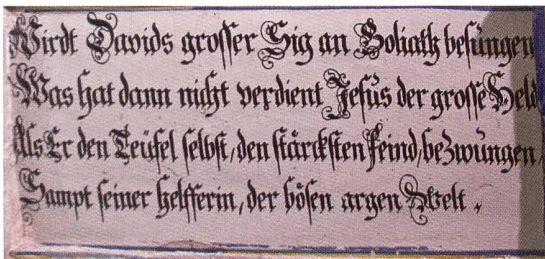 Wirdt Davids grosser Sig an Goliath besungen
Was hat dann nicht verdient Jesus der grosse Held
Als Er den Teüfel selbst, den stärcksten Feind, bezwungen,
Sampt seiner Helfferin, der bösen argen Welt.